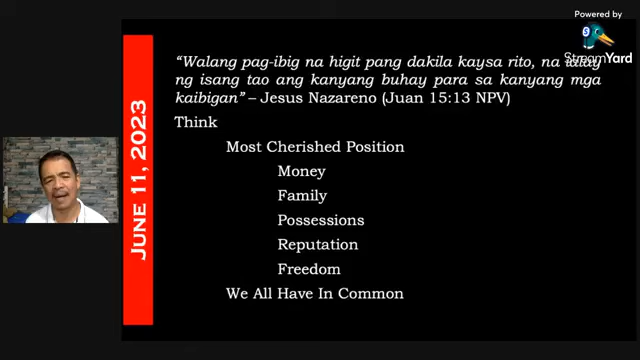 Powered by
StreamYard
“Walang pag-ibig na higit pang dakila kaysa rito, na ialay
ng isang tao ang kanyang buhay para sa kanyang mga
kaibigan” – Jesus Nazareno (Juan 15:13 NPV)
Think
Most Cherished Position
Money
Family
Possessions
Reputation
Freedom
We All Have In Common
JUNE 11, 2023